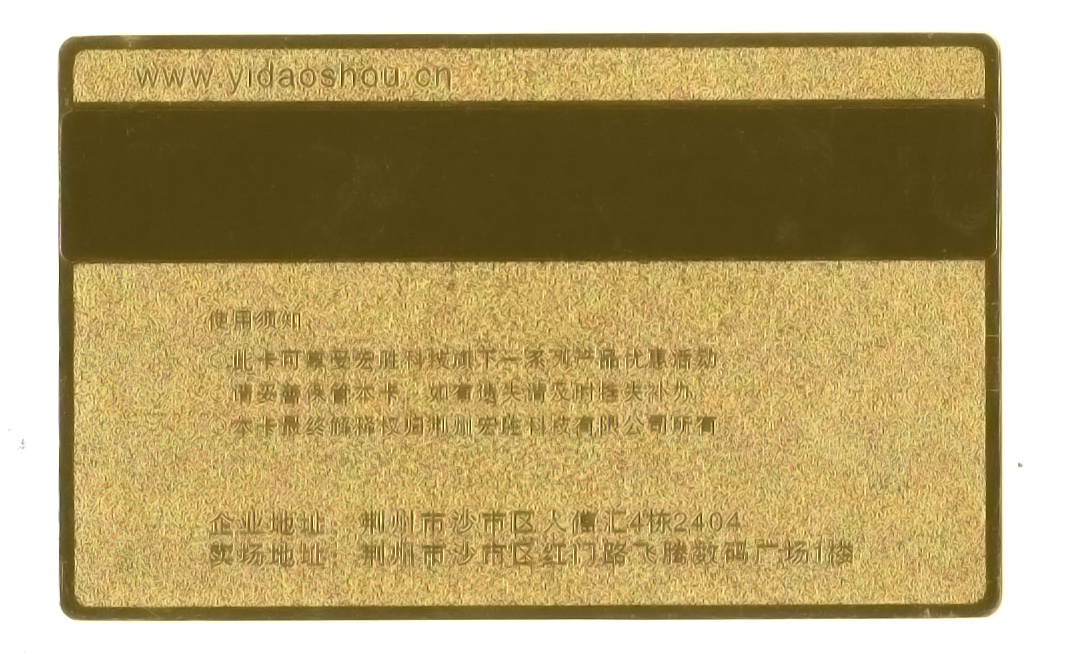 www.yidaoshou.cn
使用须知:
此卡可享受宏胜科技旗下一系列产品优惠活动
请妥善保管本卡,如有遗失请及时挂失补办
本卡最终解释权归荆州宏胜科技有限公司所有
企业地址:荆州市沙市区人信汇4栋2404
实场地址:荆州市沙市区红门路飞腾数码广场1楼